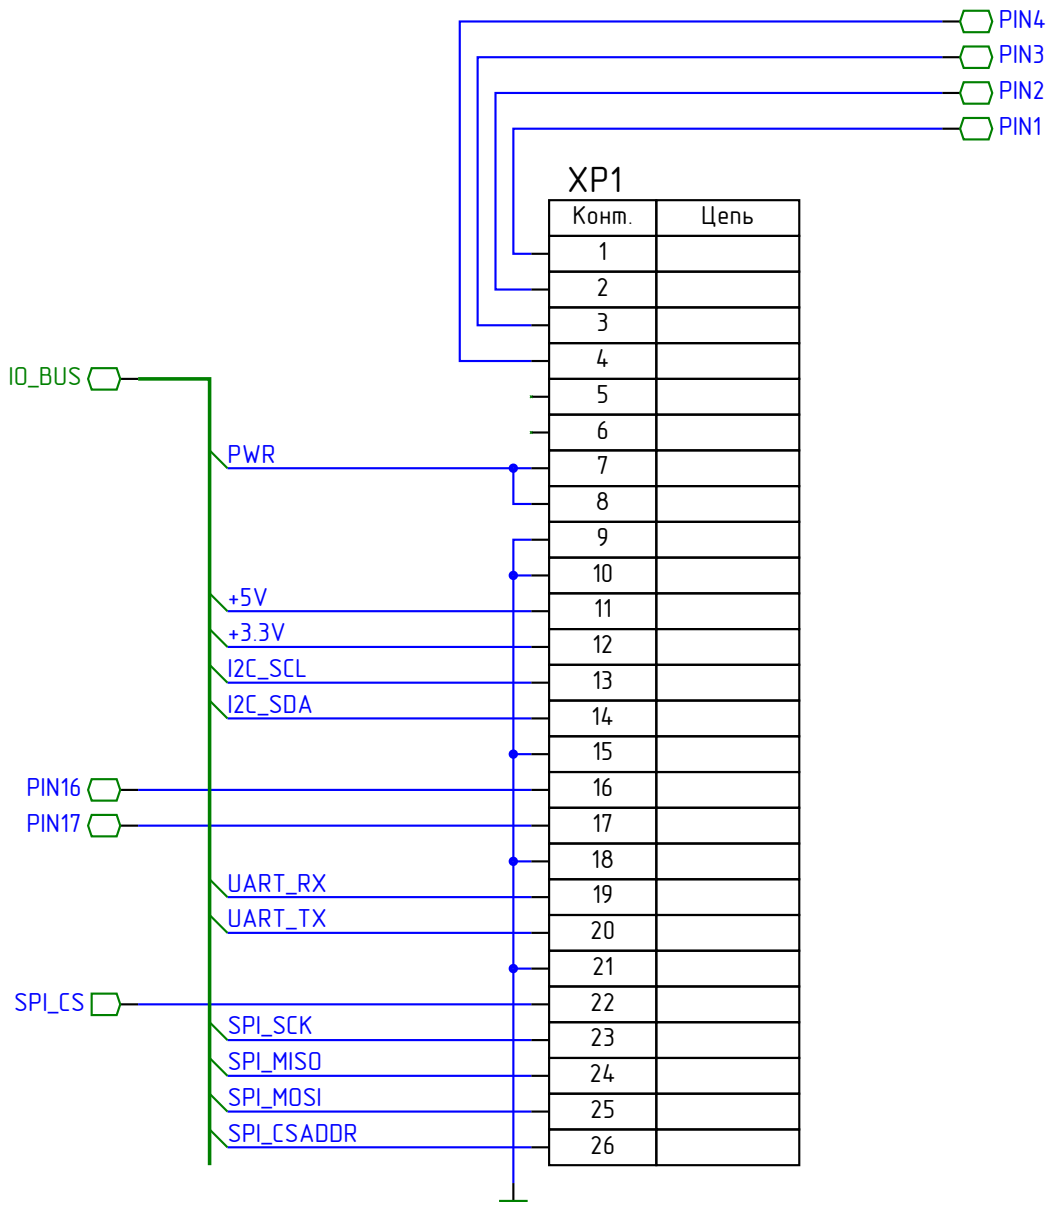 PIN4
PIN3
PIN2
PIN1
XP1
Конт. Цепь
1
2
3
4
IO_BUS
5
6
PWR
7
8
9
10
+5V
11
+3.3V
12
I2C_SCL
13
I2C_SDA
14
15
PIN16
16
PIN17
17
18
UART_RX
19
UART_TX
20
21
SPI_CS
22
SPI_SCK
23
SPI_MISO
24
SPI_MOSI
25
SPI_CSADDR
26